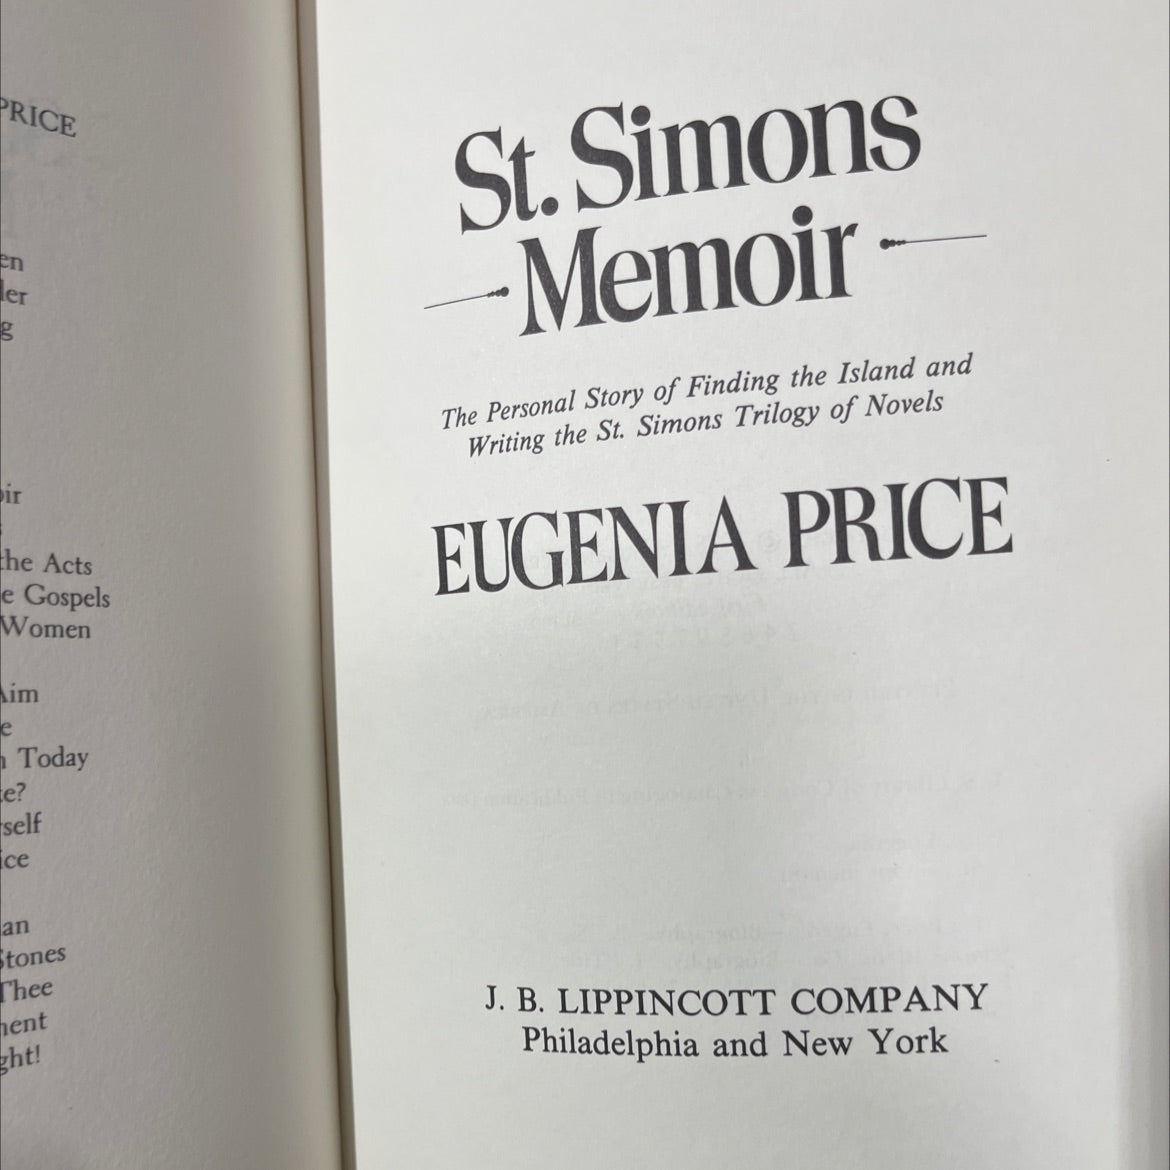 PRICE
en
ler
g
oir
the Acts
e Gospels
Women
Aim
e
n Today
ke?
rself
ice
an
Stones
Thee
ment
ght!
St. Simons
Memoir
The Personal Story of Finding the Island and
Writing the St. Simons Trilogy of Novels
EUGENIA PRICE
J. B. LIPPINCOTT COMPANY
Philadelphia and New York